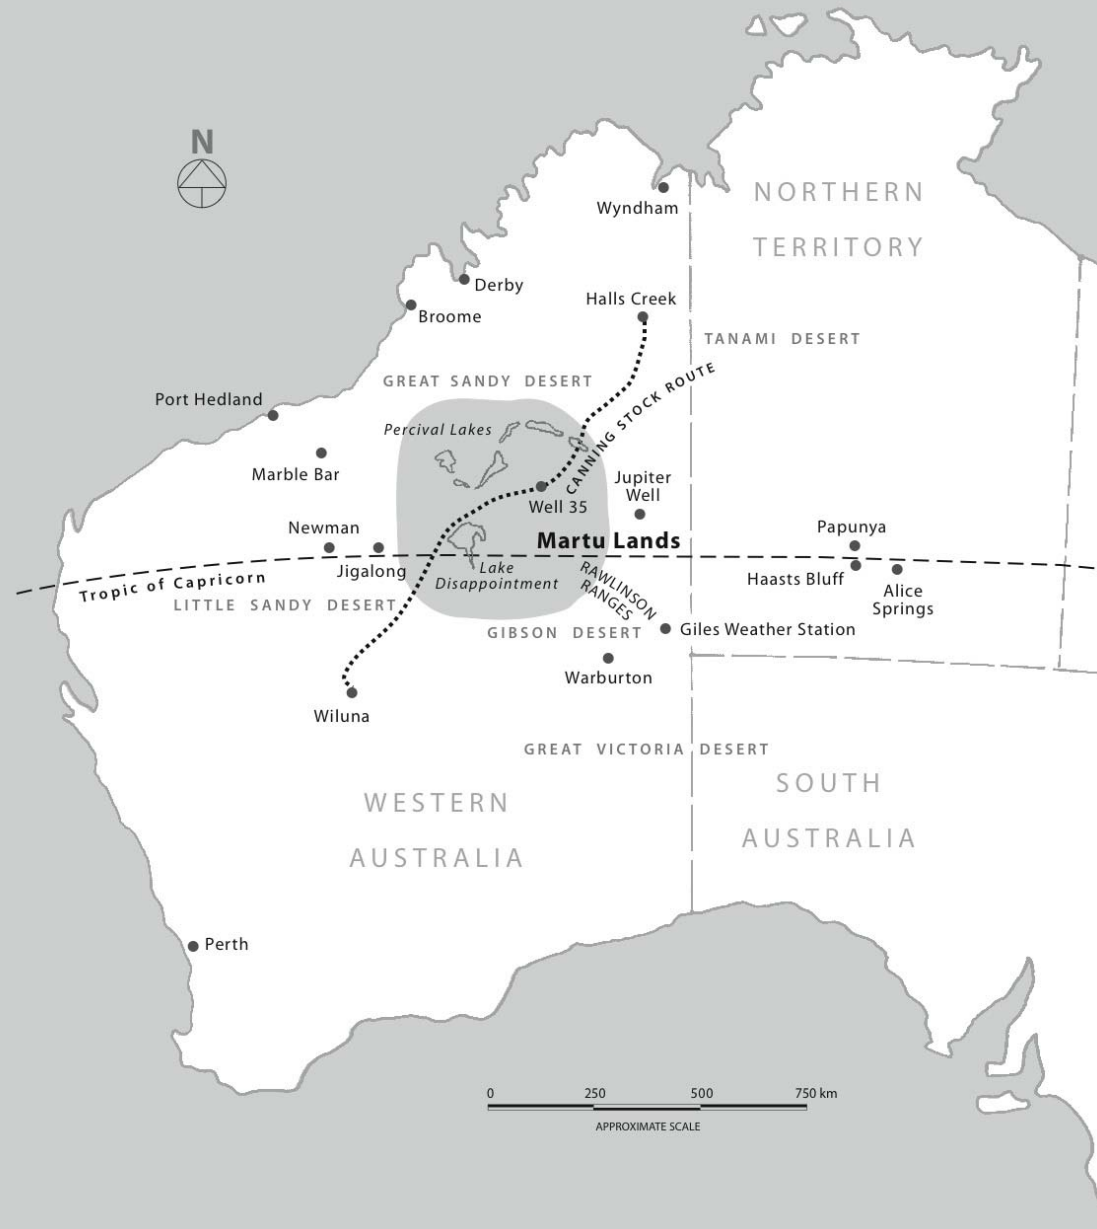 N
NORTHERN
TERRITORY
Wyndham
Derby
Halls Creek
Broome
TANAMI DESERT
GREAT SANDY DESERT
CANNING STOCK ROUTE
Port Hedland
Percival Lakes
Marble Bar
Jupiter
Well
Well 35
Newman
Papunya
Martu Lands
Jigalong
Lake
Disappointment
Tropic of Capricorn
RAWLINSON
RANGES
Haasts Bluff
Alice
Springs
LITTLE SANDY DESERT
GIBSON DESERT
Giles Weather Station
Warburton
Wiluna
GREAT VICTORIA DESERT
WESTERN
AUSTRALIA
SOUTH
AUSTRALIA
Perth
0 250 500 750 km
APPROXIMATE SCALE